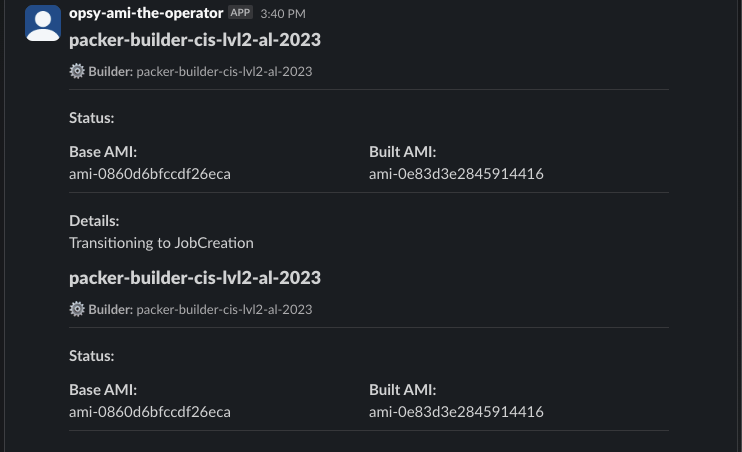 opsy-ami-the-operator APP 3:40 PM
packer-builder-cis-lvl2-al-2023
Builder: packer-builder-cis-lvl2-al-2023
Status:
Base AMI: Built AMI:
ami-0860d6bfccdf26eca ami-0e83d3e2845914416
Details:
Transitioning to JobCreation
packer-builder-cis-lvl2-al-2023
Builder: packer-builder-cis-lvl2-al-2023
Status:
Base AMI: Built AMI:
ami-0860d6bfccdf26eca ami-0e83d3e2845914416